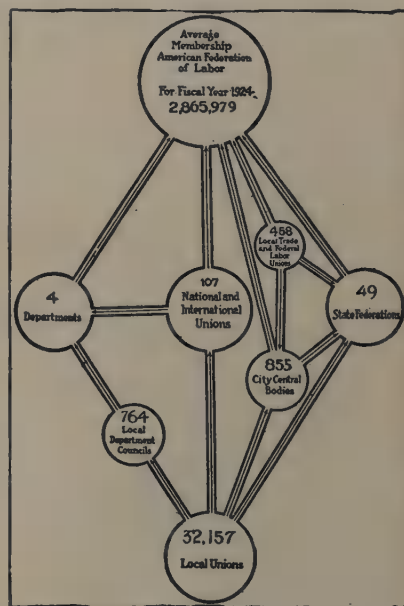 Average
Membership
American Federation
of Labor
For Fiscal Year 1924-
2,865,979
458
Local Trade
and Federal
Labor
Unions
4
Departments
107
National and
International
Unions
49
State Federations
855
City Central
Bodies
764
Local
Department
Councils
32,157
Local Unions